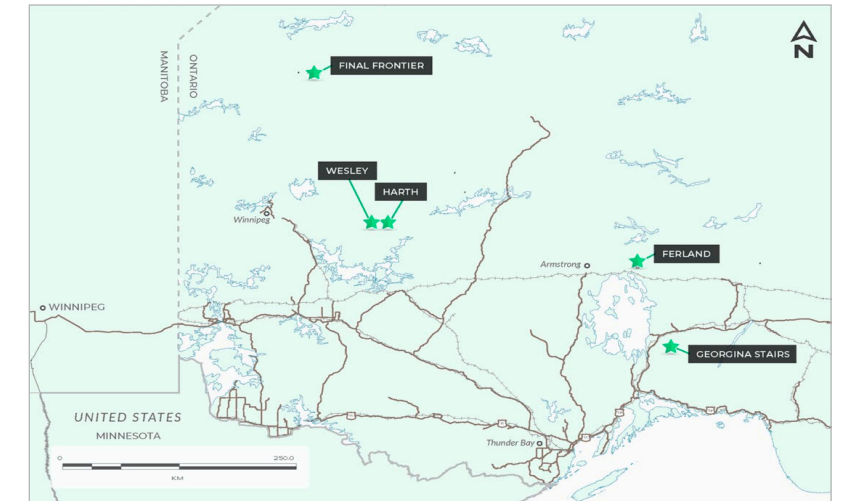 N
FINAL FRONTIER
MANITOBA
ONTARIO
WESLEY
HARTH
Winnipeg
FERLAND
Armstrong
WINNIPEG
GEORGINA STAIRS
UNITED STATES
MINNESOTA
Thunder Bay
0
250.0
KM